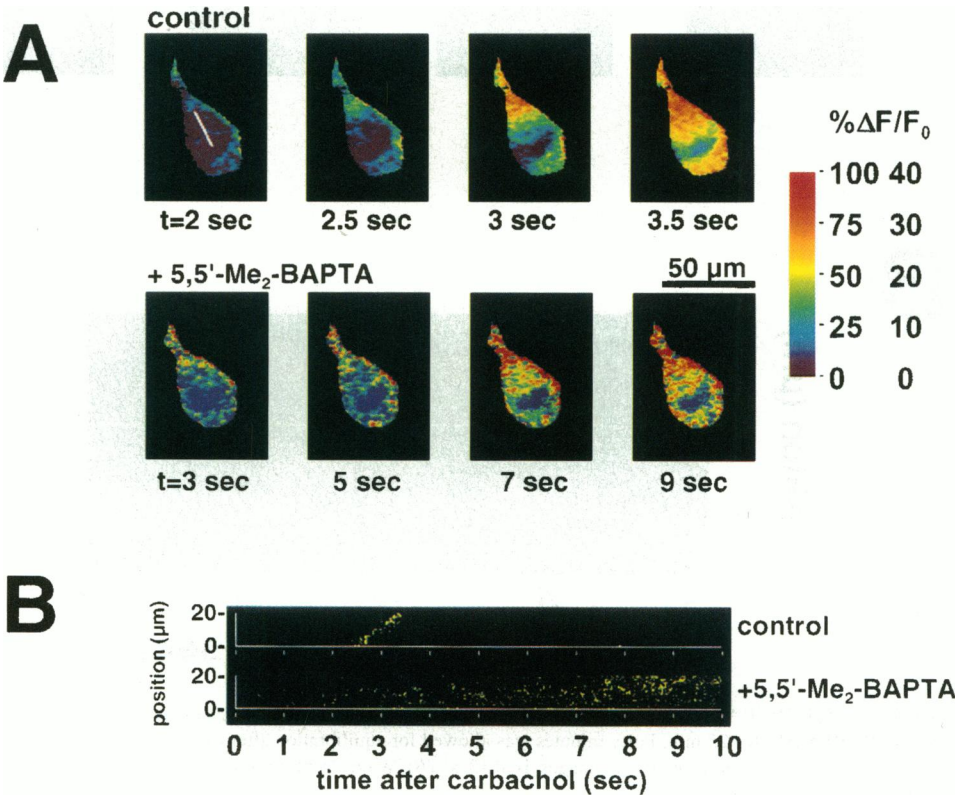 A
control
t=2 sec 2.5 sec 3 sec 3.5 sec
%ΔF/F₀
100 40
75 30
50 20
25 10
0 0
+ 5,5'-Me₂-BAPTA
50 µm
t=3 sec 5 sec 7 sec 9 sec
B
position (µm)
20-
0-
control
20-
0-
+5,5'-Me₂-BAPTA
0 1 2 3 4 5 6 7 8 9 10
time after carbachol (sec)